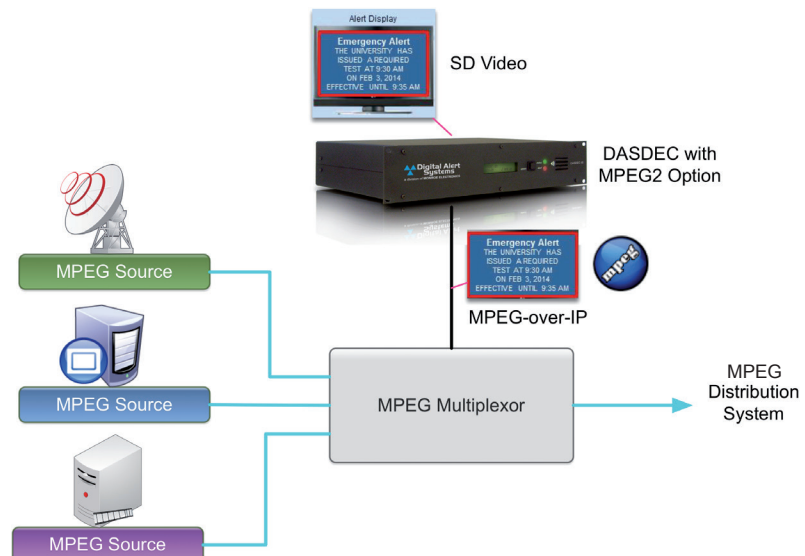 Alert Display
Emergency Alert
THE UNIVERSITY HAS
ISSUED A REQUIRED
TEST AT 9:30 AM
ON FEB 3, 2014
EFFECTIVE UNTIL 9:35 AM
SD Video
Digital Alert
Systems
DASDEC with
MPEG2 Option
Emergency Alert
THE UNIVERSITY HAS
ISSUED A REQUIRED
TEST AT 9:30 AM
ON FEB 3, 2014
EFFECTIVE UNTIL 9:35 AM
mpeg
MPEG-over-IP
MPEG Source
MPEG Source
MPEG Source
MPEG Multiplexor
MPEG
Distribution
System